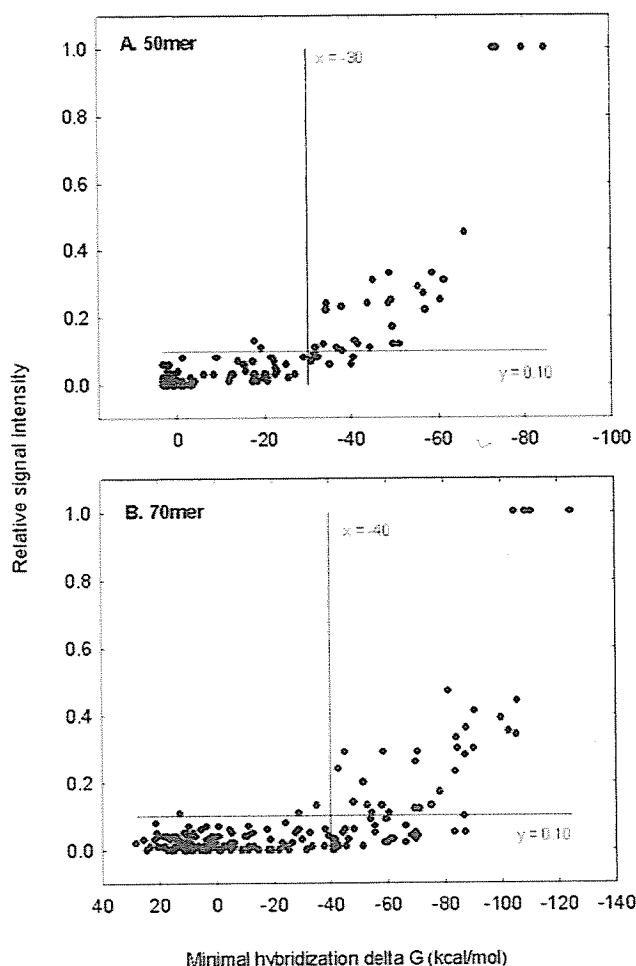 A. 50mer
x = -30
1.0
0.8
0.6
0.4
0.2
0.0
y = 0.10
0 -20 -40 -60 -80 -100
Relative signal intensity
B. 70mer
x = -40
1.0
0.8
0.6
0.4
0.2
0.0
y = 0.10
40 20 0 -20 -40 -60 -80 -100 -120 -140
Minimal hybridization delta G (kcal/mol)